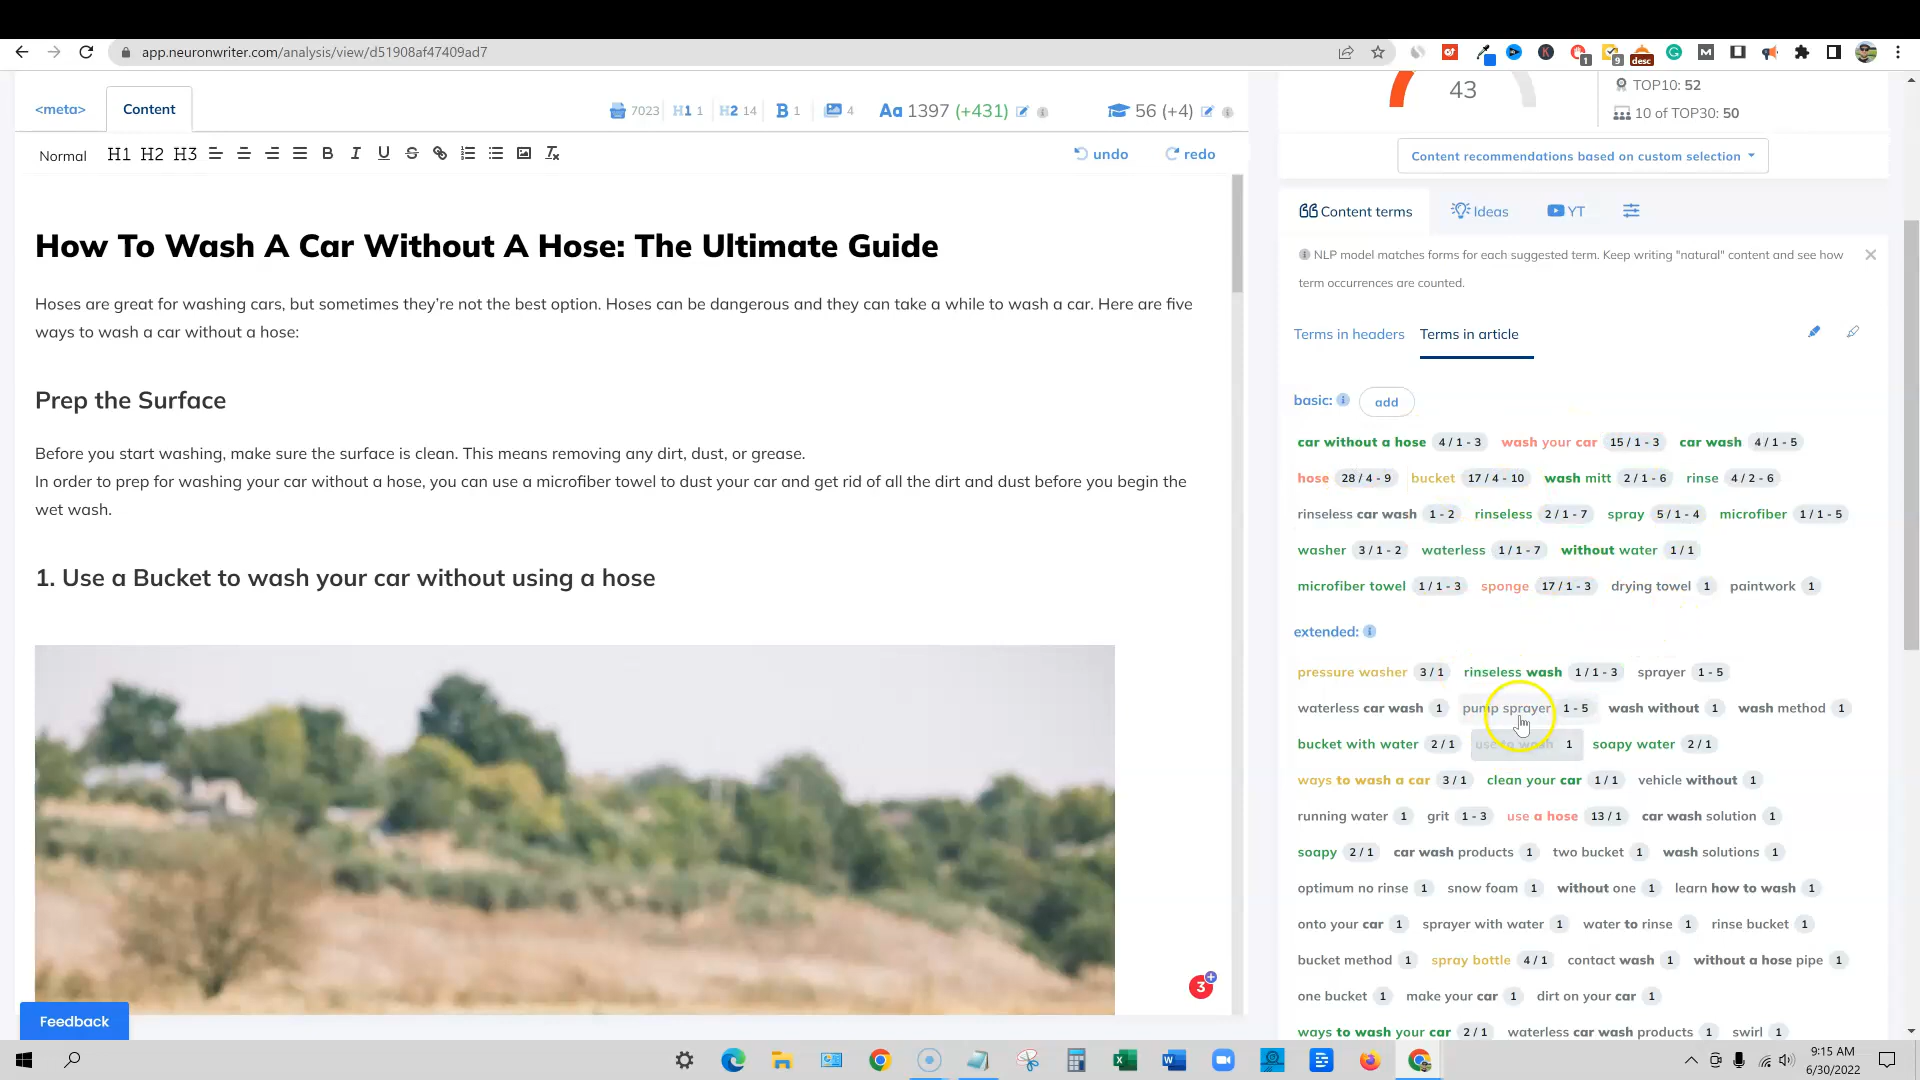 app.neuronwriter.com/analysis/view/d51908af47409ad7
1
9
desc
<meta>
Content
7023
H1 1
H2 14
B 1
4
Aa 1397 (+431)
56 (+4)
Normal
H1 H2 H3
undo
redo
How To Wash A Car Without A Hose: The Ultimate Guide
Hoses are great for washing cars, but sometimes they're not the best option. Hoses can be dangerous and they can take a while to wash a car. Here are five
ways to wash a car without a hose:
Prep the Surface
Before you start washing, make sure the surface is clean. This means removing any dirt, dust, or grease.
In order to prep for washing your car without a hose, you can use a microfiber towel to dust your car and get rid of all the dirt and dust before you begin the
wet wash.
1. Use a Bucket to wash your car without using a hose
3
Feedback
43
TOP10: 52
10 of TOP30: 50
Content recommendations based on custom selection
Content terms
Ideas
YT
NLP model matches forms for each suggested term. Keep writing "natural" content and see how
term occurrences are counted.
Terms in headers
Terms in article
basic:
add
car without a hose 4 / 1 - 3 wash your car 15 / 1 - 3 car wash 4 / 1 - 5
hose 28 / 4 - 9 bucket 17 / 4 - 10 wash mitt 2 / 1 - 6 rinse 4 / 2 - 6
rinseless car wash 1 - 2 rinseless 2 / 1 - 7 spray 5 / 1 - 4 microfiber 1 / 1 - 5
washer 3 / 1 - 2 waterless 1 / 1 - 7 without water 1 / 1
microfiber towel 1 / 1 - 3 sponge 17 / 1 - 3 drying towel 1 paintwork 1
extended:
pressure washer 3 / 1 rinseless wash 1 / 1 - 3 sprayer 1 - 5
waterless car wash 1 pump sprayer 1 - 5 wash without 1 wash method 1
bucket with water 2 / 1 use to wash 1 soapy water 2 / 1
ways to wash a car 3 / 1 clean your car 1 / 1 vehicle without 1
running water 1 grit 1 - 3 use a hose 13 / 1 car wash solution 1
soapy 2 / 1 car wash products 1 two bucket 1 wash solutions 1
optimum no rinse 1 snow foam 1 without one 1 learn how to wash 1
onto your car 1 sprayer with water 1 water to rinse 1 rinse bucket 1
bucket method 1 spray bottle 4 / 1 contact wash 1 without a hose pipe 1
one bucket 1 make your car 1 dirt on your car 1
ways to wash your car 2 / 1 waterless car wash products 1 swirl 1
9:15 AM
6/30/2022